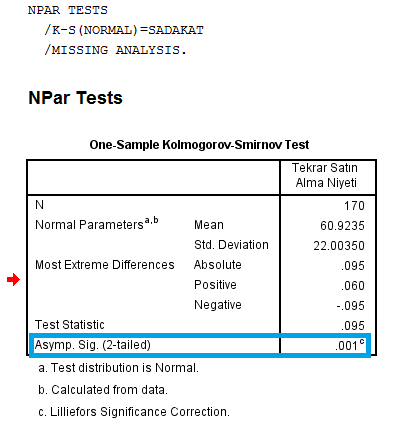 NPAR TESTS
/K-S(NORMAL)=SADAKAT
/MISSING ANALYSIS.
NPar Tests
One-Sample Kolmogorov-Smirnov Test
Tekrar Satın
Alma Niyeti
N 170
Normal Parameters a,b Mean 60.9235
Std. Deviation 22.00350
Most Extreme Differences Absolute .095
Positive .060
Negative -.095
Test Statistic .095
Asymp. Sig. (2-tailed) .001 c
a. Test distribution is Normal.
b. Calculated from data.
c. Lilliefors Significance Correction.